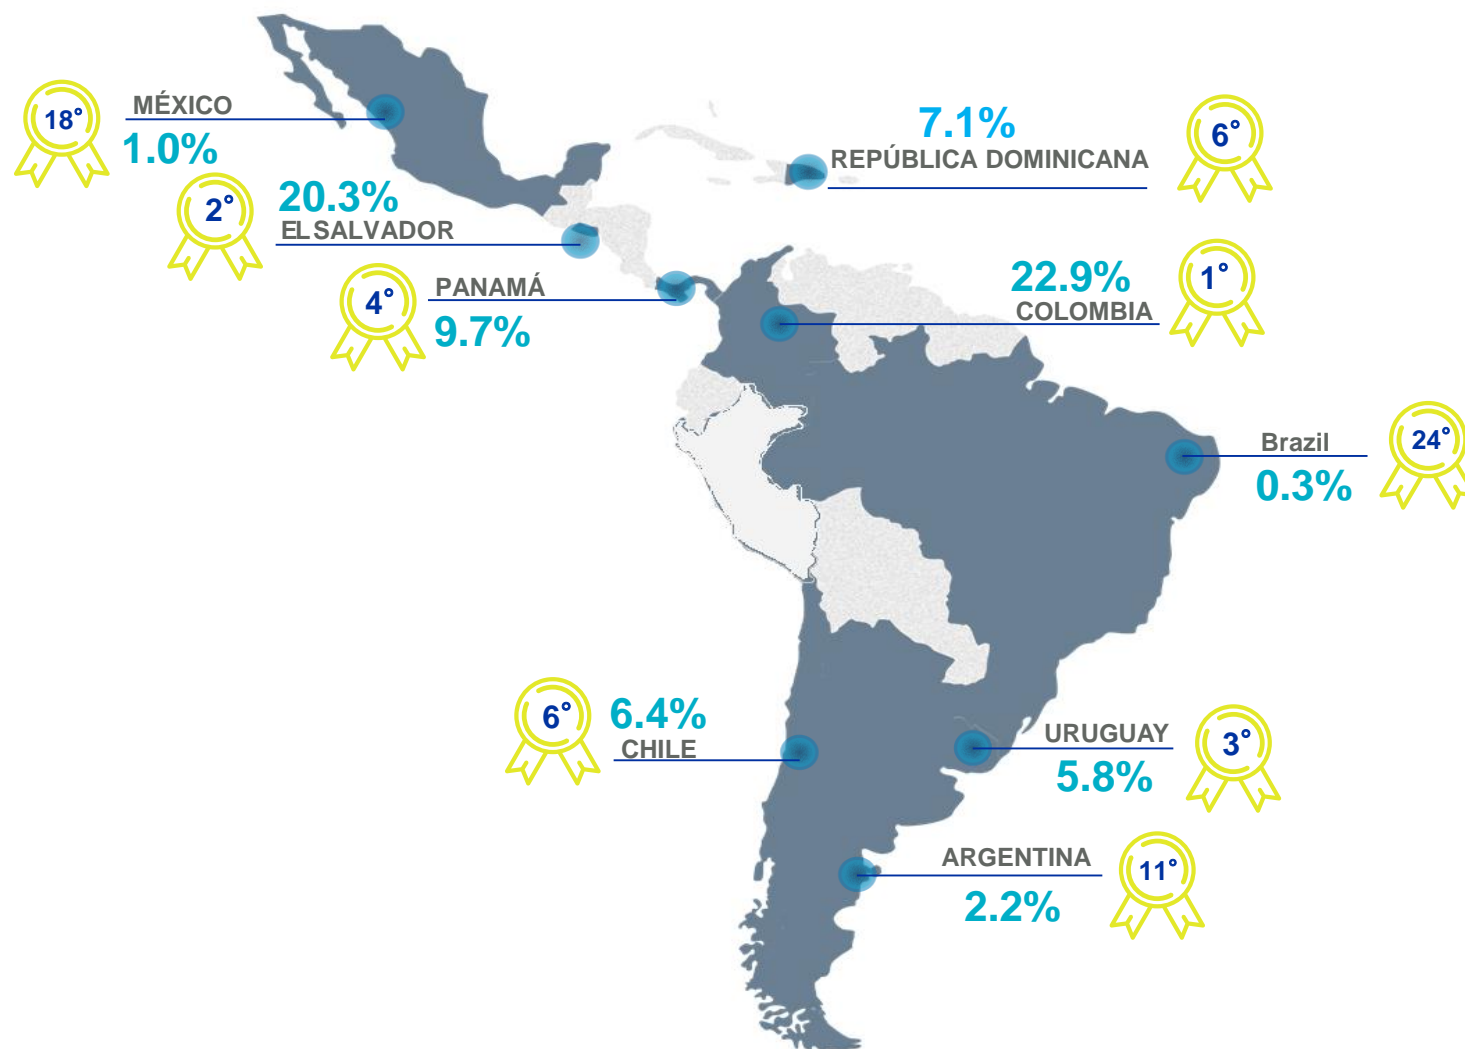 18°
MÉXICO
1.0%
7.1%
REPÚBLICA DOMINICANA
6°
2°
20.3%
EL SALVADOR
4°
PANAMÁ
9.7%
22.9%
COLOMBIA
1°
Brazil
0.3%
24°
6°
6.4%
CHILE
URUGUAY
5.8%
3°
ARGENTINA
2.2%
11°